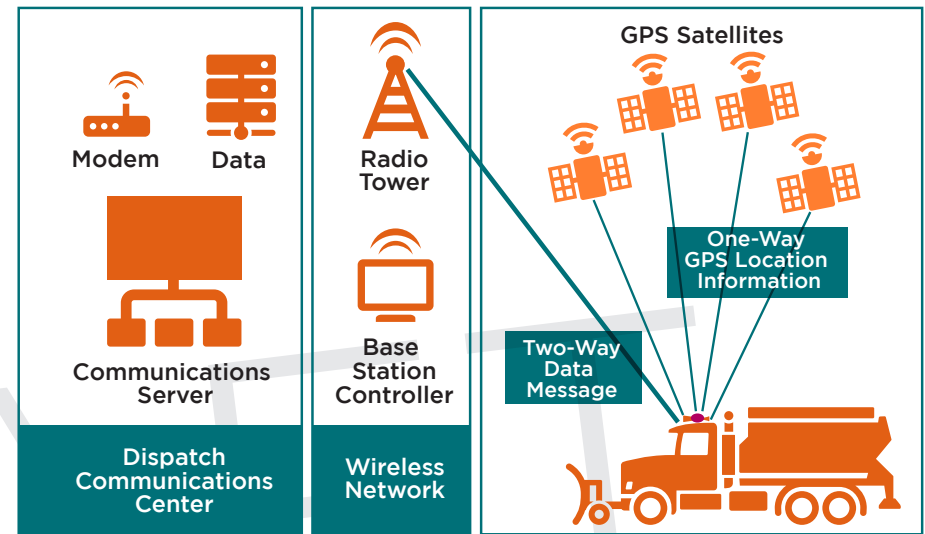 Modem
Data
Communications
Server
Dispatch
Communications
Center
Radio
Tower
Base
Station
Controller
Wireless
Network
GPS Satellites
One-Way
GPS Location
Information
Two-Way
Data
Message